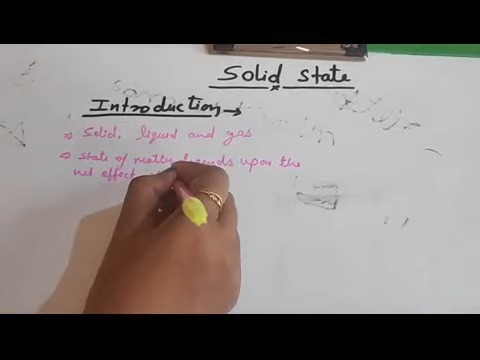 Solid state
Introduction →
⇒ Solid, liquid and gas
⇒ State of matter depends upon the
net effect